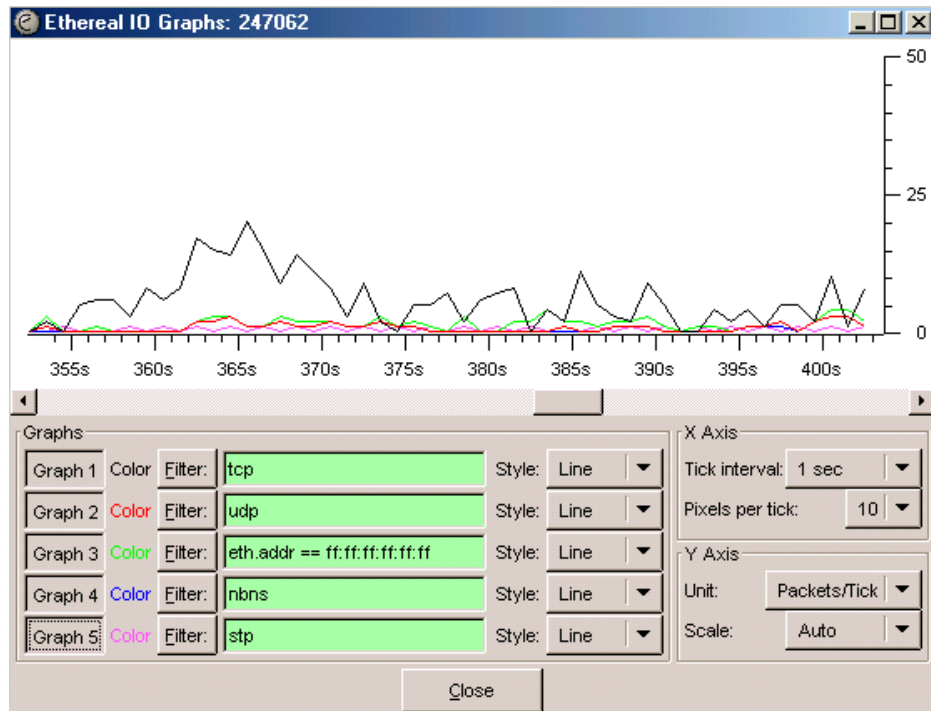 Ethereal IO Graphs: 247062
50
25
0
355s 360s 365s 370s 375s 380s 385s 390s 395s 400s
Graphs
Graph 1 Color Filter: tcp Style: Line
Graph 2 Color Filter: udp Style: Line
Graph 3 Color Filter: eth.addr == ff:ff:ff:ff:ff:ff Style: Line
Graph 4 Color Filter: nbns Style: Line
Graph 5 Color Filter: stp Style: Line
X Axis
Tick interval: 1 sec
Pixels per tick: 10
Y Axis
Unit: Packets/Tick
Scale: Auto
Close